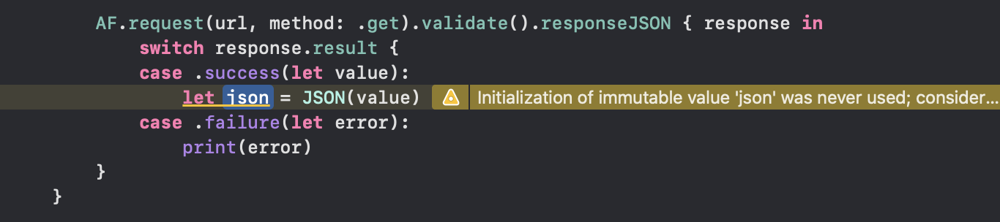 AF.request(url, method: .get).validate().responseJSON { response in
switch response.result {
case .success(let value):
let json = JSON(value) Initialization of immutable value 'json' was never used; consider...
case .failure(let error):
print(error)
}
}